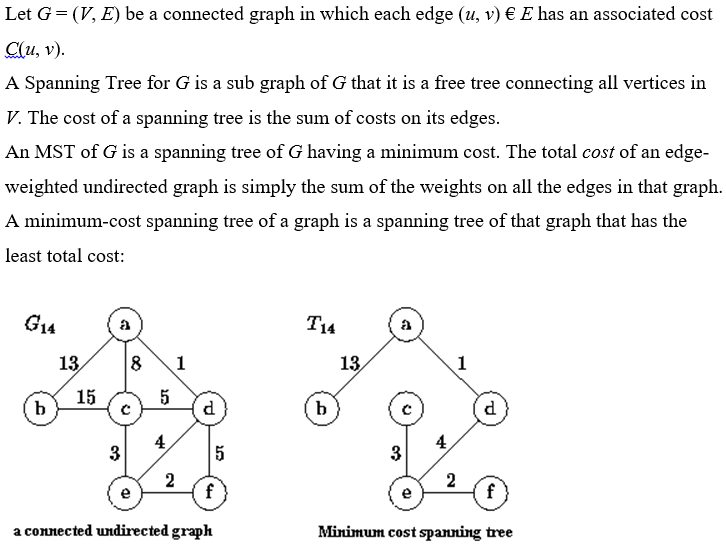 Let G = (V, E) be a connected graph in which each edge (u, v) € E has an associated cost
C(u, v).
A Spanning Tree for G is a sub graph of G that it is a free tree connecting all vertices in
V. The cost of a spanning tree is the sum of costs on its edges.
An MST of G is a spanning tree of G having a minimum cost. The total cost of an edge-
weighted undirected graph is simply the sum of the weights on all the edges in that graph.
A minimum-cost spanning tree of a graph is a spanning tree of that graph that has the
least total cost:
G14 a
13 8 1
b 15 c 5 d
3 4 5
e 2 f
a connected undirected graph
T14 a
13 1
b c d
3 4
e 2 f
Minimum cost spanning tree